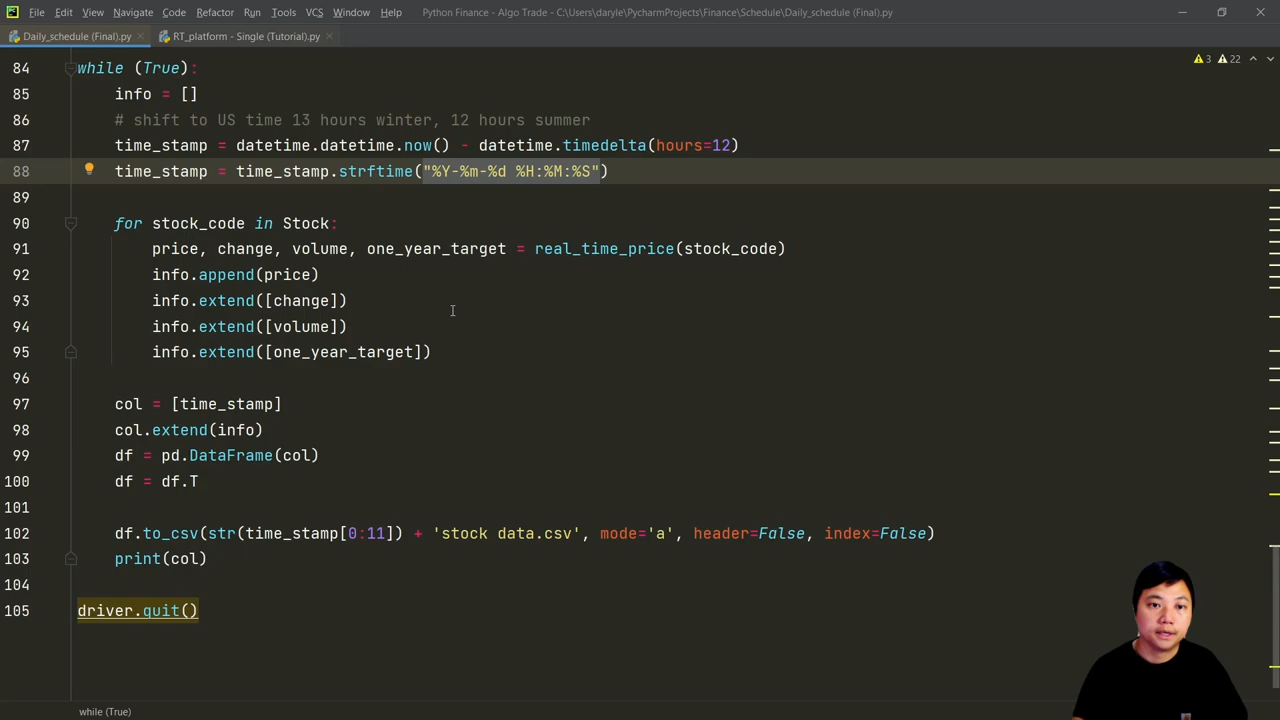 File Edit View Navigate Code Refactor Run Tools VCS Window Help Python Finance - Algo Trade - C:\Users\daryle\PycharmProjects\Finance\Schedule\Daily_schedule (Final).py
Daily_schedule (Final).py RT_platform - Single (Tutorial).py
84 while (True):
3 22
85 info = []
86 # shift to US time 13 hours winter, 12 hours summer
87 time_stamp = datetime.datetime.now() - datetime.timedelta(hours=12)
88 time_stamp = time_stamp.strftime("%Y-%m-%d %H:%M:%S")
89
90 for stock_code in Stock:
91 price, change, volume, one_year_target = real_time_price(stock_code)
92 info.append(price)
93 info.extend([change])
94 info.extend([volume])
95 info.extend([one_year_target])
96
97 col = [time_stamp]
98 col.extend(info)
99 df = pd.DataFrame(col)
100 df = df.T
101
102 df.to_csv(str(time_stamp[0:11]) + 'stock data.csv', mode='a', header=False, index=False)
103 print(col)
104
105 driver.quit()
while (True)